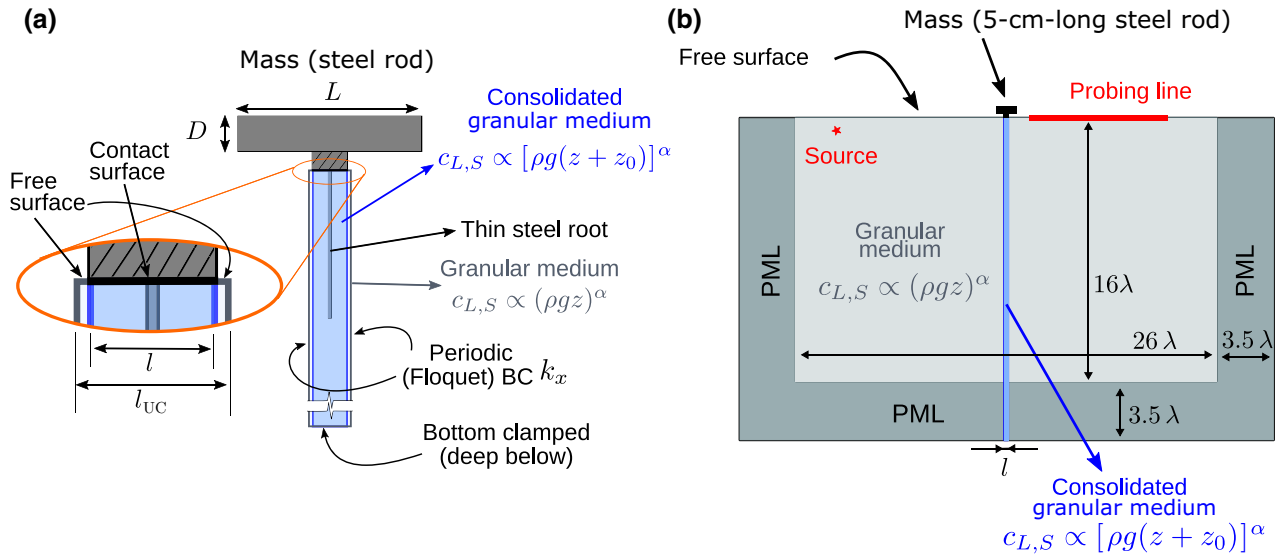 (a)
Mass (steel rod)
L
D
Consolidated
granular medium
c_{L,S} ∝ [ρg(z + z_0)]^α
Contact
surface
Free
surface
Thin steel root
Granular medium
c_{L,S} ∝ (ρgz)^α
l
l_{UC}
Periodic
(Floquet) BC k_x
Bottom clamped
(deep below)
(b)
Mass (5-cm-long steel rod)
Free surface
Probing line
Source
Granular
medium
c_{L,S} ∝ (ρgz)^α
16λ
26 λ
3.5 λ
PML
PML
PML
3.5 λ
l
Consolidated
granular medium
c_{L,S} ∝ [ρg(z + z_0)]^α